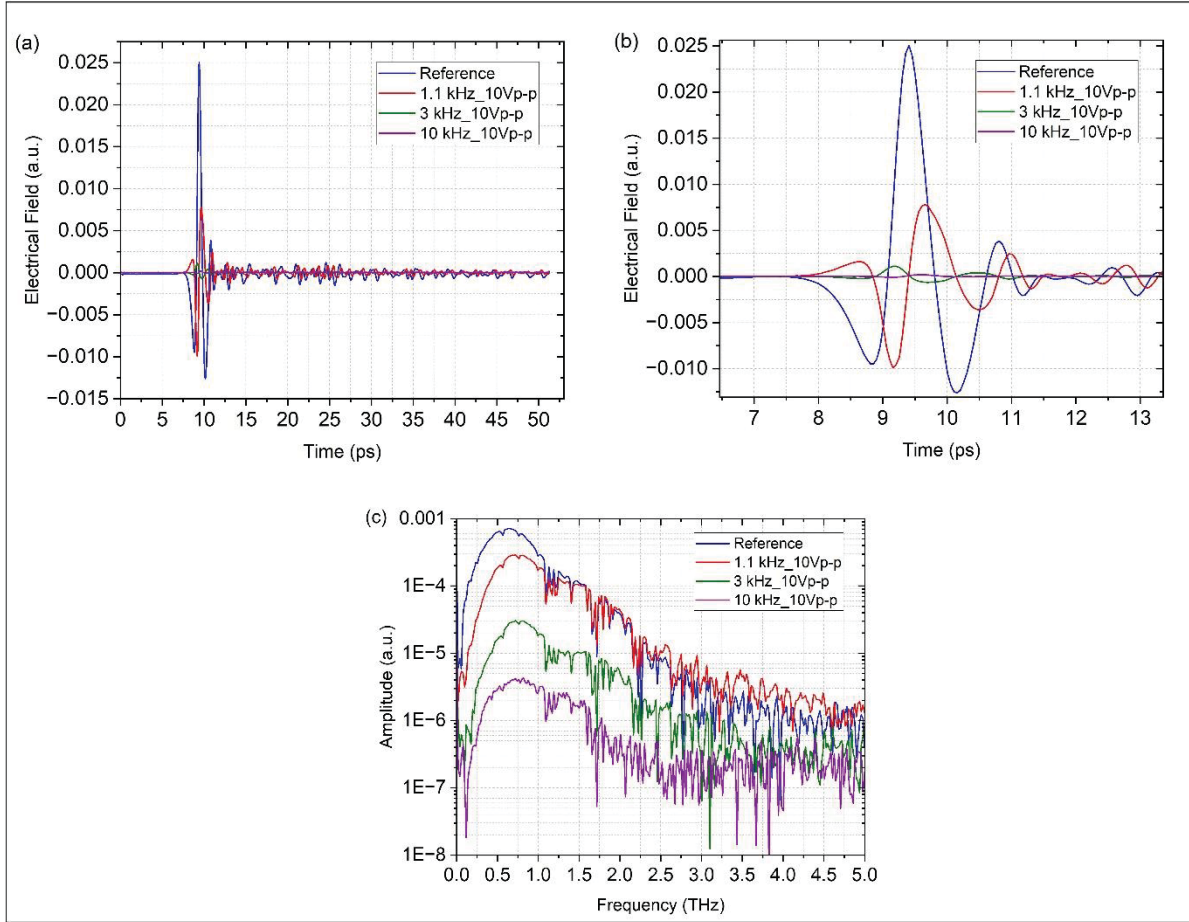 (a)
Electrical Field (a.u.)
0.025
0.020
0.015
0.010
0.005
0.000
−0.005
−0.010
−0.015
Reference
1.1 kHz_10Vp-p
3 kHz_10Vp-p
10 kHz_10Vp-p
0 5 10 15 20 25 30 35 40 45 50
Time (ps)
(b)
Electrical Field (a.u.)
0.025
0.020
0.015
0.010
0.005
0.000
−0.005
−0.010
Reference
1.1 kHz_10Vp-p
3 kHz_10Vp-p
10 kHz_10Vp-p
7 8 9 10 11 12 13
Time (ps)
(c)
Amplitude (a.u.)
0.001
1E−4
1E−5
1E−6
1E−7
1E−8
Reference
1.1 kHz_10Vp-p
3 kHz_10Vp-p
10 kHz_10Vp-p
0.0 0.5 1.0 1.5 2.0 2.5 3.0 3.5 4.0 4.5 5.0
Frequency (THz)